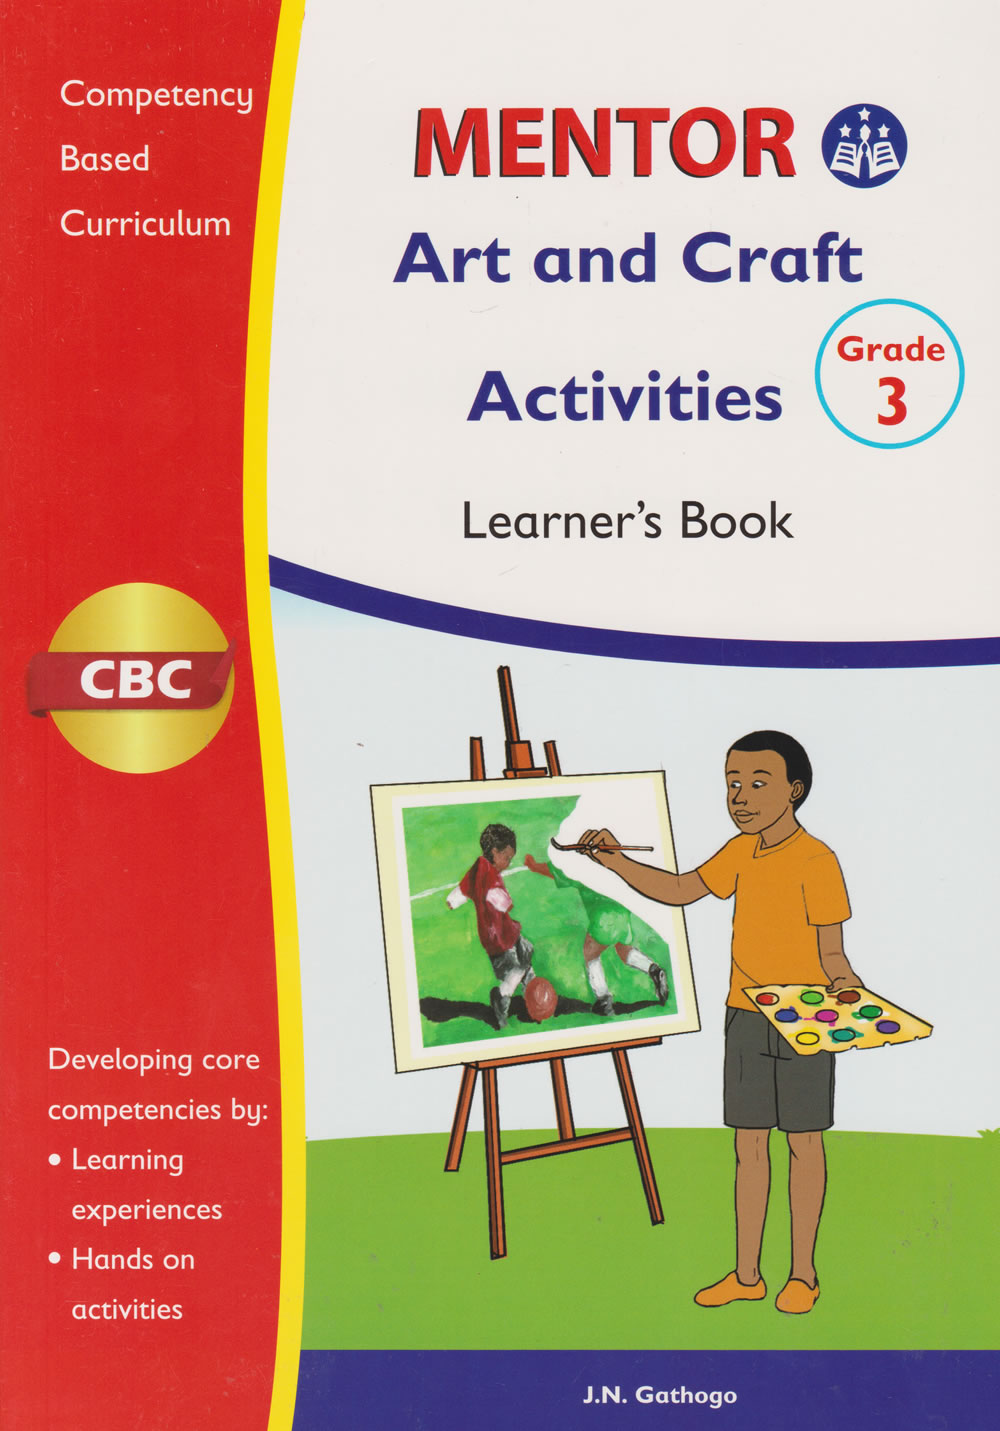 Competency
Based
Curriculum
MENTOR
Art and Craft
Activities
Grade
3
Learner's Book
CBC
Developing core
competencies by:
• Learning
experiences
• Hands on
activities
J.N. Gathogo